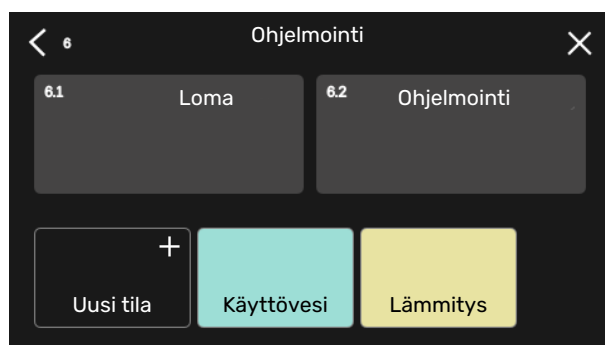 6 Ohjelmointi
6.1 Loma
6.2 Ohjelmointi
Uusi tila
Käyttövesi
Lämmitys